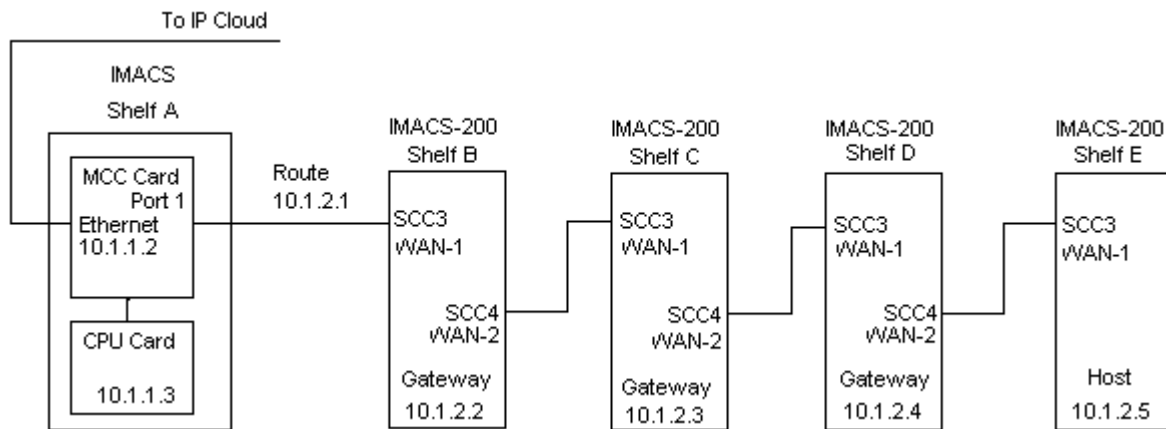 To IP Cloud
IMACS
Shelf A
MCC Card
Port 1
Ethernet
10.1.1.2
CPU Card
10.1.1.3
Route
10.1.2.1
IMACS-200
Shelf B
SCC3
WAN-1
SCC4
WAN-2
Gateway
10.1.2.2
IMACS-200
Shelf C
SCC3
WAN-1
SCC4
WAN-2
Gateway
10.1.2.3
IMACS-200
Shelf D
SCC3
WAN-1
SCC4
WAN-2
Gateway
10.1.2.4
IMACS-200
Shelf E
SCC3
WAN-1
Host
10.1.2.5